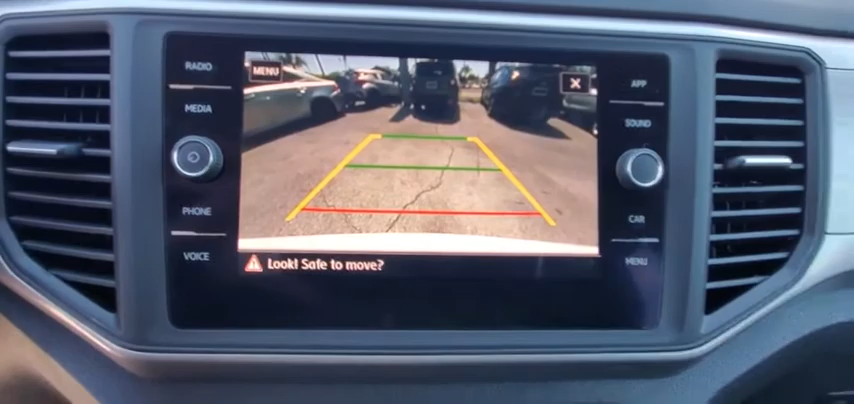 RADIO
MEDIA
PHONE
VOICE
MENU
X
Look! Safe to move?
APP
SOUND
CAR
MENU